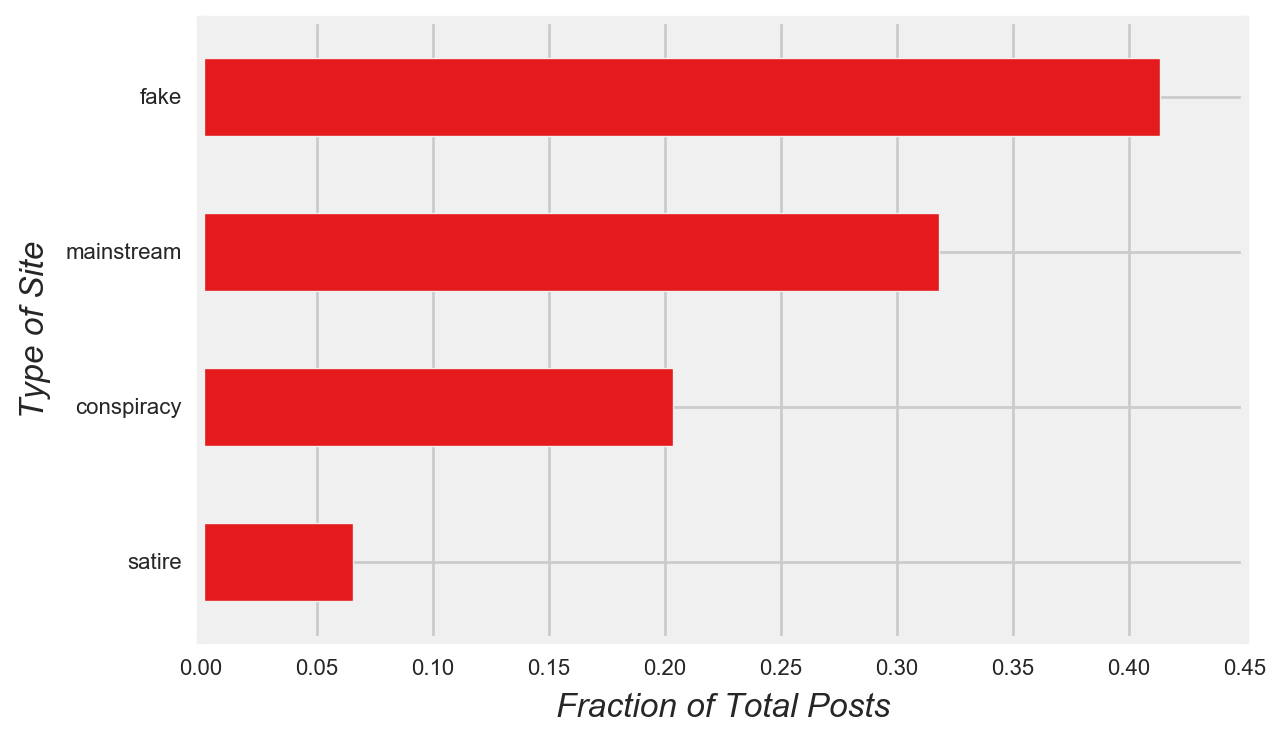 fake
mainstream
conspiracy
satire
Type of Site
0.00 0.05 0.10 0.15 0.20 0.25 0.30 0.35 0.40 0.45
Fraction of Total Posts